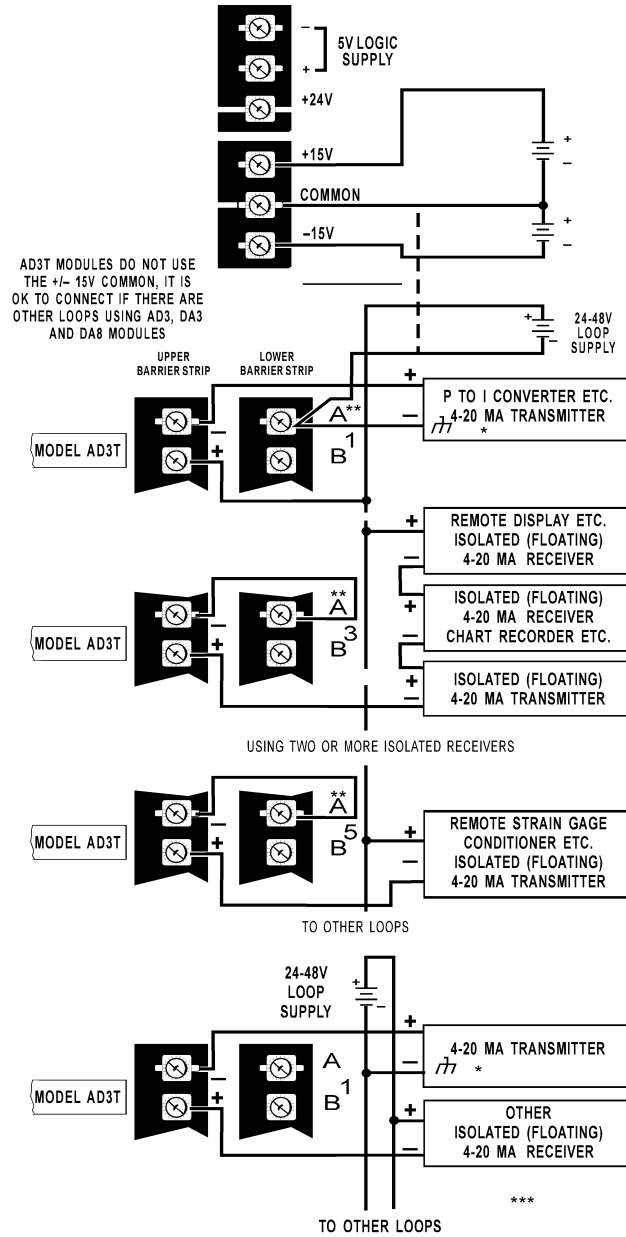 –
5V LOGIC
SUPPLY
+
+24V
+15V
+
–
COMMON
+
–15V
–
AD3T MODULES DO NOT USE
THE +/– 15V COMMON, IT IS
OK TO CONNECT IF THERE ARE
OTHER LOOPS USING AD3, DA3
AND DA8 MODULES
+
–
24-48V
LOOP
SUPPLY
UPPER
BARRIER STRIP
LOWER
BARRIER STRIP
MODEL AD3T
–
+
A**
B 1
+
–
P TO I CONVERTER ETC.
4-20 MA TRANSMITTER
*
+
–
REMOTE DISPLAY ETC.
ISOLATED (FLOATING)
4-20 MA RECEIVER
MODEL AD3T
–
+
**
A
B 3
+
–
ISOLATED (FLOATING)
4-20 MA RECEIVER
CHART RECORDER ETC.
+
–
ISOLATED (FLOATING)
4-20 MA TRANSMITTER
USING TWO OR MORE ISOLATED RECEIVERS
MODEL AD3T
–
+
**
A
B 5
+
–
REMOTE STRAIN GAGE
CONDITIONER ETC.
ISOLATED (FLOATING)
4-20 MA TRANSMITTER
TO OTHER LOOPS
24-48V
LOOP
SUPPLY
+
–
MODEL AD3T
–
+
A
B 1
+
–
4-20 MA TRANSMITTER
*
+
–
OTHER
ISOLATED (FLOATING)
4-20 MA RECEIVER
***
TO OTHER LOOPS